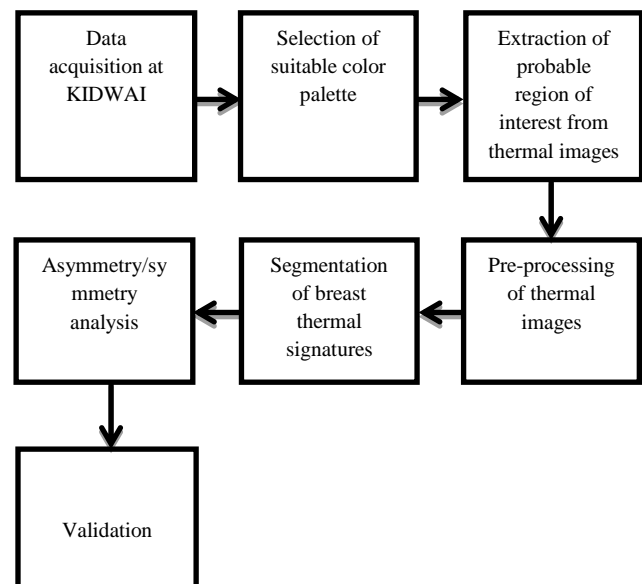 Data
acquisition at
KIDWAI
Selection of
suitable color
palette
Extraction of
probable
region of
interest from
thermal images
Pre-processing
of thermal
images
Segmentation
of breast
thermal
signatures
Asymmetry/sy
mmetry
analysis
Validation